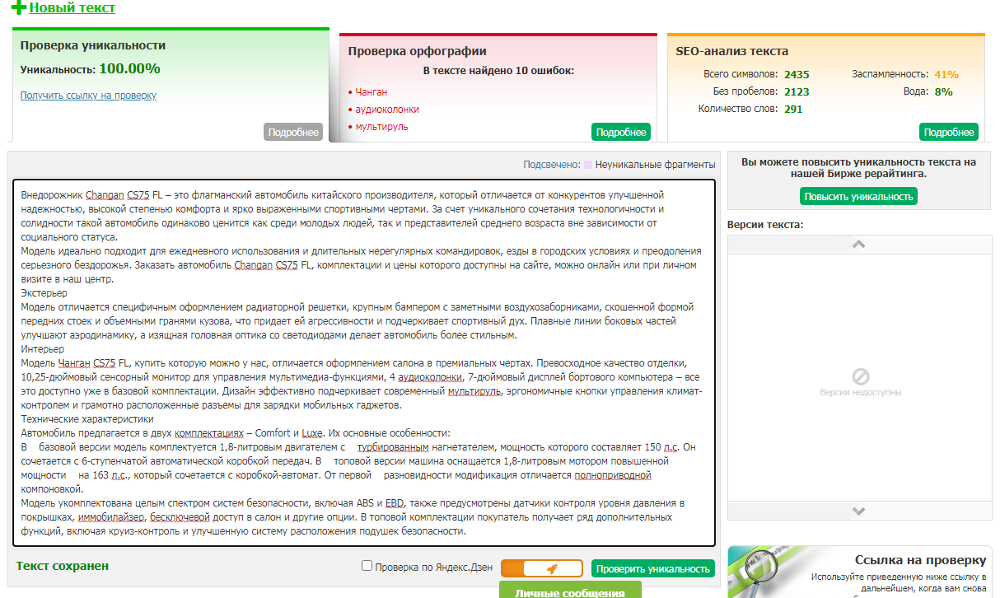 Новый текст
Проверка уникальности
Уникальность: 100.00%
Получить ссылку на проверку
Подробнее
Проверка орфографии
В тексте найдено 10 ошибок:
• Чанган
• аудиоколонки
• мультируль
Подробнее
SEO-анализ текста
Всего символов: 2435
Заспамленность: 41%
Без пробелов: 2123
Вода: 8%
Количество слов: 291
Подробнее
Подсвечено: Неуникальные фрагменты
Внедорожник Changan CS75 FL – это флагманский автомобиль китайского производителя, который отличается от конкурентов улучшенной
надежностью, высокой степенью комфорта и ярко выраженными спортивными чертами. За счет уникального сочетания технологичности и
солидности такой автомобиль одинаково ценится как среди молодых людей, так и представителей среднего возраста вне зависимости от
социального статуса.
Модель идеально подходит для ежедневного использования и длительных нерегулярных командировок, езды в городских условиях и преодоления
серьезного бездорожья. Заказать автомобиль Changan CS75 FL, комплектации и цены которого доступны на сайте, можно онлайн или при личном
визите в наш центр.
Экстерьер
Модель отличается специфичным оформлением радиаторной решетки, крупным бампером с заметными воздухозаборниками, скошенной формой
передних стоек и объемными гранями кузова, что придает ей агрессивности и подчеркивает спортивный дух. Плавные линии боковых частей
улучшают аэродинамику, а изящная головная оптика со светодиодами делает автомобиль более стильным.
Интерьер
Модель Чанган CS75 FL, купить которую можно у нас, отличается оформлением салона в премиальных чертах. Превосходное качество отделки,
10,25-дюймовый сенсорный монитор для управления мультимедиа-функциями, 4 аудиоколонки, 7-дюймовый дисплей бортового компьютера – все
это доступно уже в базовой комплектации. Дизайн эффективно подчеркивает современный мультируль, эргономичные кнопки управления климат-
контролем и грамотно расположенные разъемы для зарядки мобильных гаджетов.
Технические характеристики
Автомобиль предлагается в двух комплектациях – Comfort и Luxe. Их основные особенности:
В базовой версии модель комплектуется 1,8-литровым двигателем с турбированным нагнетателем, мощность которого составляет 150 л.с. Он
сочетается с 6-ступенчатой автоматической коробкой передач. В топовой версии машина оснащается 1,8-литровым мотором повышенной
мощности на 163 л.с., который сочетается с коробкой-автомат. От первой разновидности модификация отличается полноприводной
компоновкой.
Модель укомплектована целым спектром систем безопасности, включая ABS и EBD, также предусмотрены датчики контроля уровня давления в
покрышках, иммобилайзер, бесключевой доступ в салон и другие опции. В топовой комплектации покупатель получает ряд дополнительных
функций, включая круиз-контроль и улучшенную систему расположения подушек безопасности.
Текст сохранен
Проверка по Яндекс.Дзен
Проверить уникальность
Личные сообщения
Вы можете повысить уникальность текста на
нашей Бирже рерайтинга.
Повысить уникальность
Версии текста:
Версии недоступны
Ссылка на проверку
Используйте приведенную ниже ссылку в
дальнейшем, когда вам снова